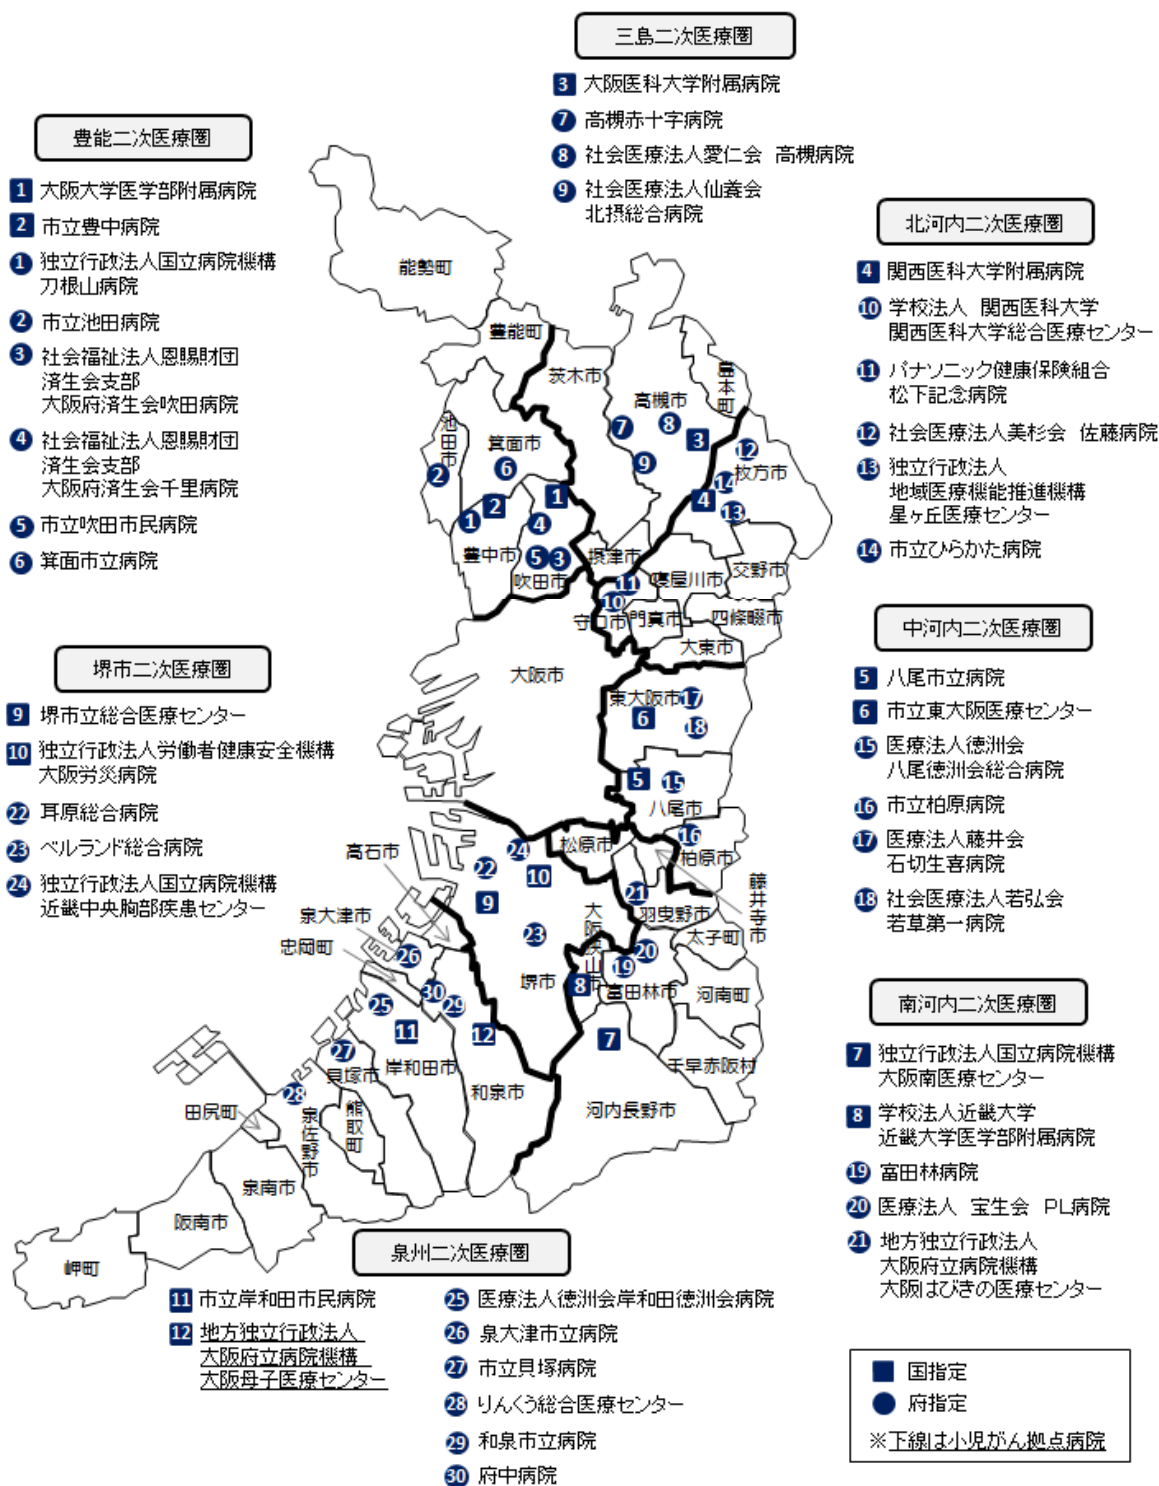 三島二次医療圏
3 大阪医科大学附属病院
7 高槻赤十字病院
8 社会医療法人愛仁会 高槻病院
9 社会医療法人仙養会
北摂総合病院
豊能二次医療圏
1 大阪大学医学部附属病院
2 市立豊中病院
1 独立行政法人国立病院機構
刀根山病院
2 市立池田病院
3 社会福祉法人恩賜財団
済生会支部
大阪府済生会吹田病院
4 社会福祉法人恩賜財団
済生会支部
大阪府済生会千里病院
5 市立吹田市民病院
6 箕面市立病院
北河内二次医療圏
4 関西医科大学附属病院
10 学校法人 関西医科大学
関西医科大学総合医療センター
11 パナソニック健康保険組合
松下記念病院
12 社会医療法人美杉会 佐藤病院
13 独立行政法人
地域医療機能推進機構
星ヶ丘医療センター
14 市立ひらかた病院
中河内二次医療圏
5 八尾市立病院
6 市立東大阪医療センター
15 医療法人徳洲会
八尾徳洲会総合病院
16 市立柏原病院
17 医療法人藤井会
石切生喜病院
18 社会医療法人若弘会
若草第一病院
堺市二次医療圏
9 堺市立総合医療センター
10 独立行政法人労働者健康安全機構
大阪労災病院
22 耳原総合病院
23 ベルランド総合病院
24 独立行政法人国立病院機構
近畿中央胸部疾患センター
南河内二次医療圏
7 独立行政法人国立病院機構
大阪南医療センター
8 学校法人近畿大学
近畿大学医学部附属病院
19 富田林病院
20 医療法人 宝生会 PL病院
21 地方独立行政法人
大阪府立病院機構
大阪はびきの医療センター
能勢町
豊能町
茨木市
高槻市
島本町
7
8
3
9
池田市
2
箕面市
6
12
枚方市
14
4
13
1
2
1
4
豊中市
5
3
吹田市
摂津市
寝屋川市
交野市
11
10
守口市
門真市
四條畷市
大東市
大阪市
東大阪市
17
6
18
5
15
八尾市
16
柏原市
松原市
藤井寺市
24
22
10
高石市
9
21
羽曳野市
太子町
泉大津市
忠岡町
23
大阪狭山市
20
19
26
堺市
8
富田林市
河南町
30
29
25
11
12
7
千早赤阪村
27
貝塚市
岸和田市
和泉市
河内長野市
28
田尻町
泉佐野市
熊取町
泉南市
阪南市
岬町
泉州二次医療圏
11 市立岸和田市民病院
12 地方独立行政法人
大阪府立病院機構
大阪母子医療センター
25 医療法人徳洲会岸和田徳洲会病院
26 泉大津市立病院
27 市立貝塚病院
28 りんくう総合医療センター
29 和泉市立病院
30 府中病院
国指定
府指定
※下線は小児がん拠点病院